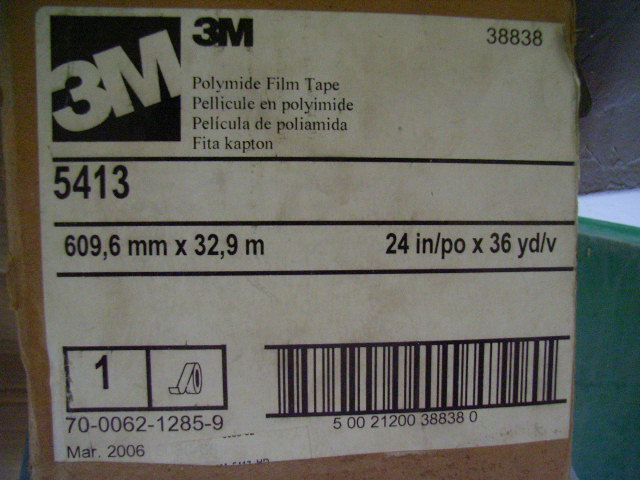 3M
3M
38838
Polymide Film Tape
Pellicule en polyimide
Película de poliamida
Fita kapton
5413
609,6 mm x 32,9 m
24 in/po x 36 yd/v
1
70-0062-1285-9
5 00 21200 38838 0
Mar. 2006